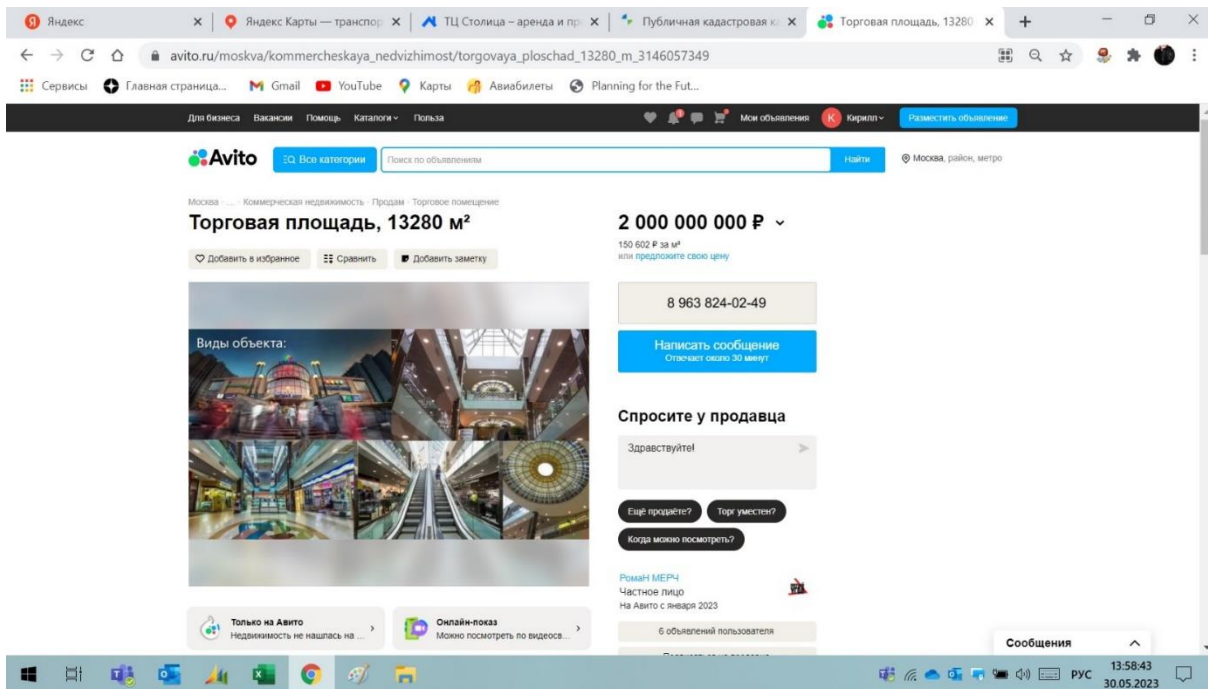 Яндекс
Яндекс Карты — транспор
ТЦ Столица – аренда и пр
Публичная кадастровая к
Торговая площадь, 13280
avito.ru/moskva/kommercheskaya_nedvizhimost/torgovaya_ploschad_13280_m_3146057349
Сервисы Главная страница... Gmail YouTube Карты Авиабилеты Planning for the Fut...
Для бизнеса Вакансии Помощь Каталоги Польза
Мои объявления К Кирилл Разместить объявление
Avito Все категории Поиск по объявлениям Найти Москва, район, метро
Москва · ... · Коммерческая недвижимость · Продам · Торговое помещение
Торговая площадь, 13280 м²
2 000 000 000 ₽
150 602 ₽ за м²
или предложите свою цену
Добавить в избранное Сравнить Добавить заметку
8 963 824-02-49
Написать сообщение
Отвечает около 30 минут
Виды объекта:
Спросите у продавца
Здравствуйте!
Ещё продаёте? Торг уместен?
Когда можно посмотреть?
РомаН МЕРЧ
Частное лицо
На Авито с января 2023
6 объявлений пользователя
Только на Авито
Недвижимость не нашлась на ...
Онлайн-показ
Можно посмотреть по видеосв...
Сообщения
РУС
13:58:43
30.05.2023